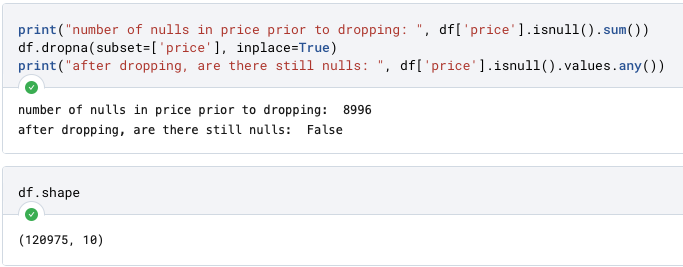 print("number of nulls in price prior to dropping: ", df['price'].isnull().sum())
df.dropna(subset=['price'], inplace=True)
print("after dropping, are there still nulls: ", df['price'].isnull().values.any())
number of nulls in price prior to dropping:  8996
after dropping, are there still nulls:  False
df.shape
(120975, 10)